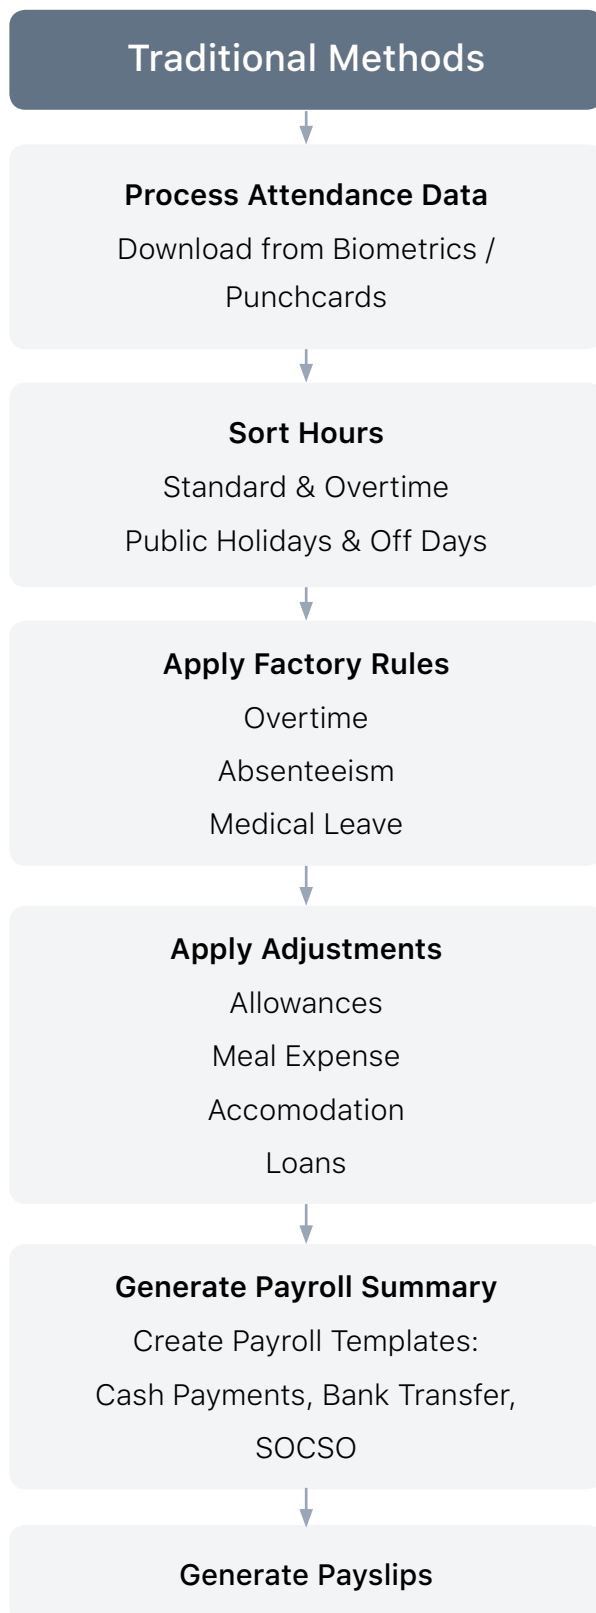 Traditional Methods
Process Attendance Data
Download from Biometrics /
Punchcards
Sort Hours
Standard & Overtime
Public Holidays & Off Days
Apply Factory Rules
Overtime
Absenteeism
Medical Leave
Apply Adjustments
Allowances
Meal Expense
Accomodation
Loans
Generate Payroll Summary
Create Payroll Templates:
Cash Payments, Bank Transfer,
SOCSO
Generate Payslips